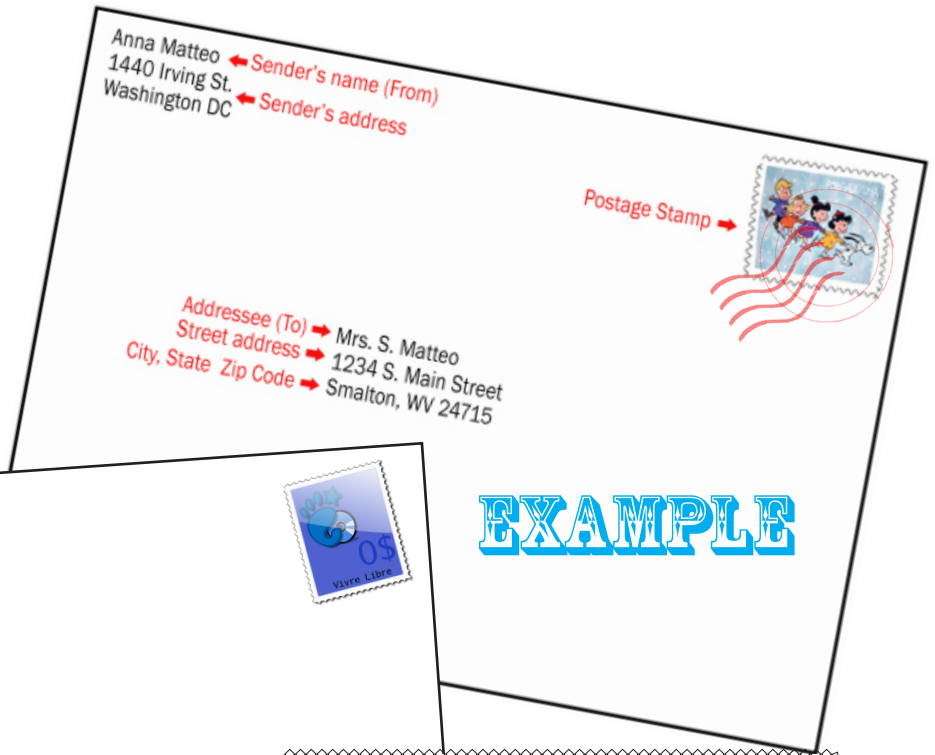 Anna Matteo
1440 Irving St.
Washington DC
Sender's name (From)
Sender's address
Postage Stamp
Addressee (To)
Street address
City, State Zip Code
Mrs. S. Matteo
1234 S. Main Street
Smalton, WV 24715
EXAMPLE
0$
Vivre Libre